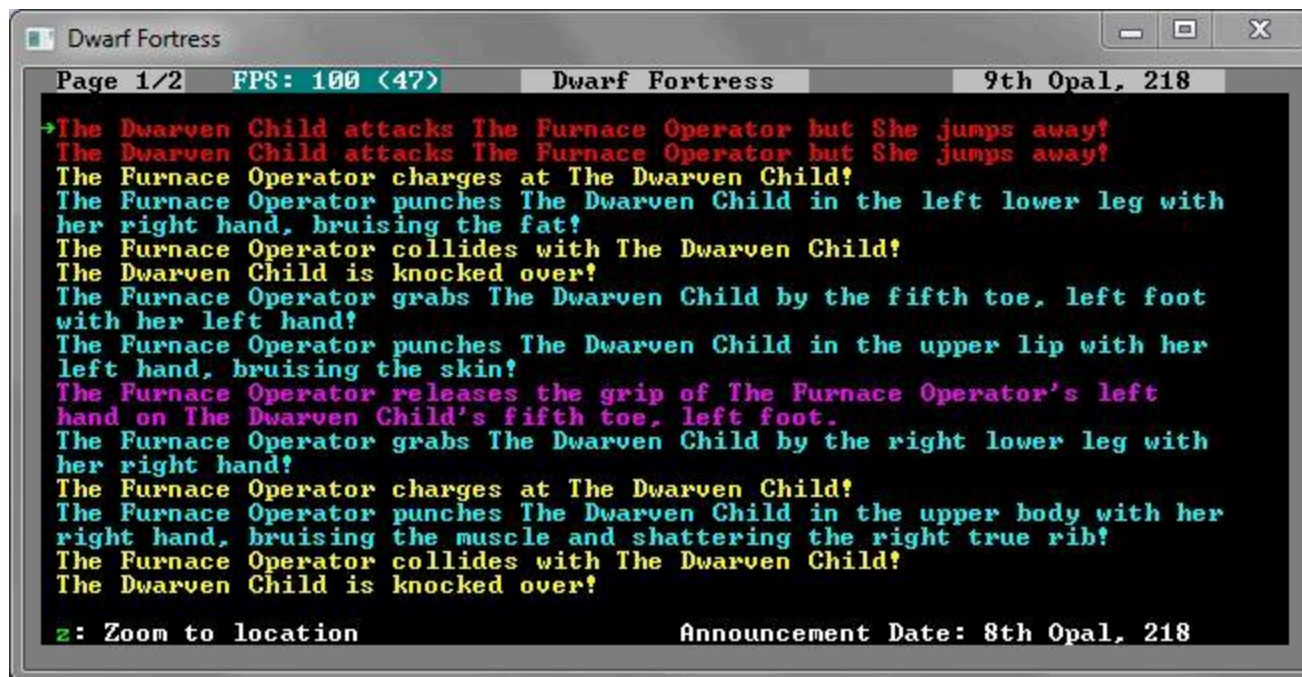 Dwarf Fortress
Page 1/2 FPS: 100 (47) Dwarf Fortress 9th Opal, 218
The Dwarven Child attacks The Furnace Operator but She jumps away!
The Dwarven Child attacks The Furnace Operator but She jumps away!
The Furnace Operator charges at The Dwarven Child!
The Furnace Operator punches The Dwarven Child in the left lower leg with
her right hand, bruising the fat!
The Furnace Operator collides with The Dwarven Child!
The Dwarven Child is knocked over!
The Furnace Operator grabs The Dwarven Child by the fifth toe, left foot
with her left hand!
The Furnace Operator punches The Dwarven Child in the upper lip with her
left hand, bruising the skin!
The Furnace Operator releases the grip of The Furnace Operator's left
hand on The Dwarven Child's fifth toe, left foot.
The Furnace Operator grabs The Dwarven Child by the right lower leg with
her right hand!
The Furnace Operator charges at The Dwarven Child!
The Furnace Operator punches The Dwarven Child in the upper body with her
right hand, bruising the muscle and shattering the right true rib!
The Furnace Operator collides with The Dwarven Child!
The Dwarven Child is knocked over!
z: Zoom to location Announcement Date: 8th Opal, 218